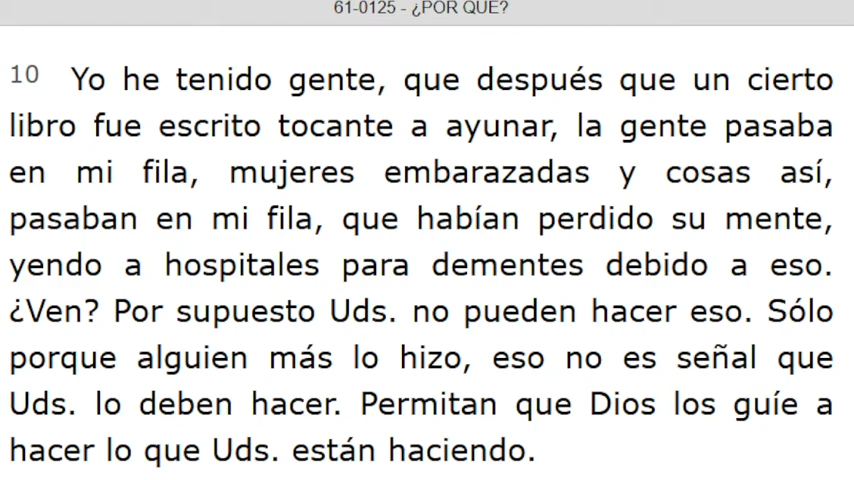 61-0125 - ¿POR QUE?
10 Yo he tenido gente, que después que un cierto
libro fue escrito tocante a ayunar, la gente pasaba
en mi fila, mujeres embarazadas y cosas así,
pasaban en mi fila, que habían perdido su mente,
yendo a hospitales para dementes debido a eso.
¿Ven? Por supuesto Uds. no pueden hacer eso. Sólo
porque alguien más lo hizo, eso no es señal que
Uds. lo deben hacer. Permitan que Dios los guíe a
hacer lo que Uds. están haciendo.